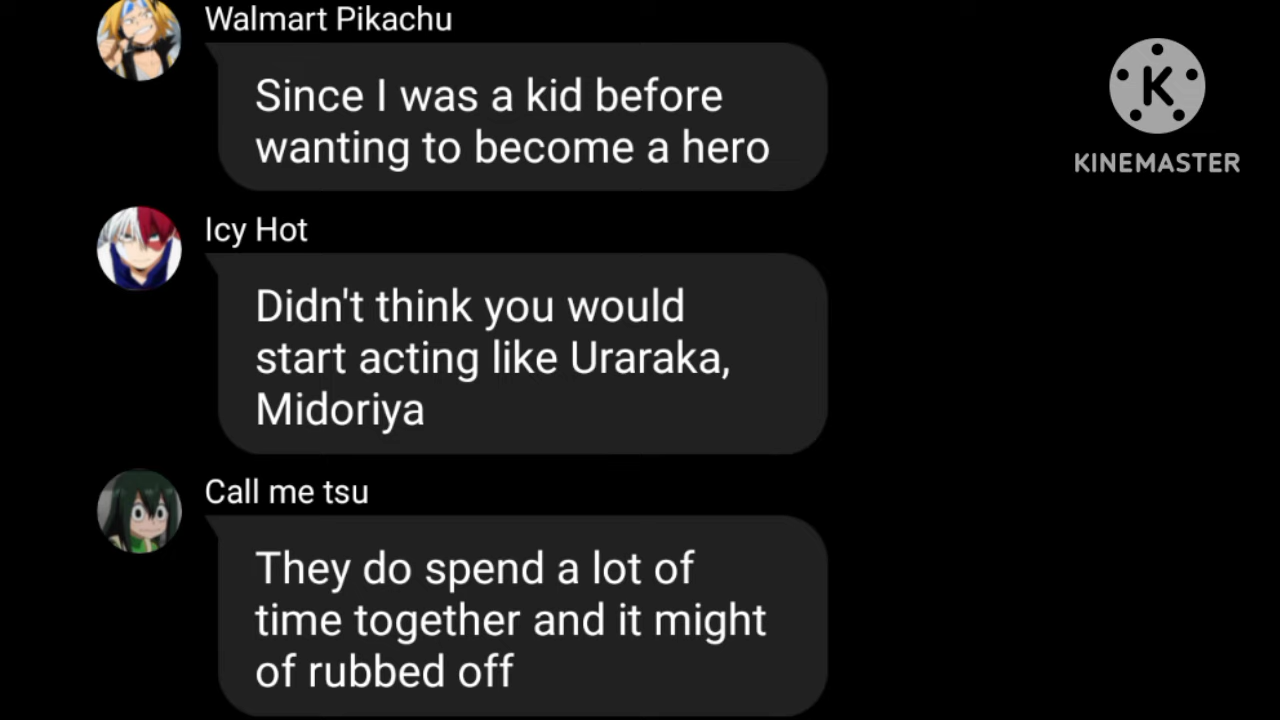 Walmart Pikachu
Since I was a kid before
wanting to become a hero
K
KINEMASTER
Icy Hot
Didn't think you would
start acting like Uraraka,
Midoriya
Call me tsu
They do spend a lot of
time together and it might
of rubbed off